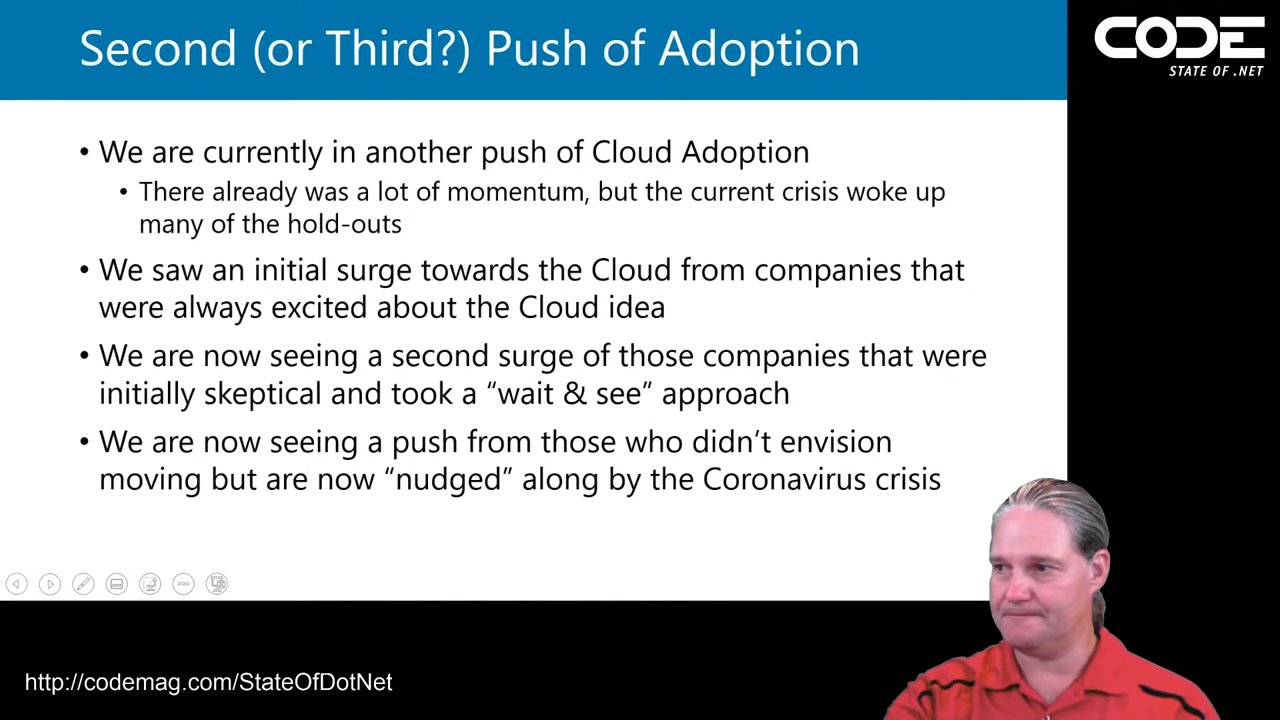 Second (or Third?) Push of Adoption
CODE
STATE OF .NET
• We are currently in another push of Cloud Adoption
• There already was a lot of momentum, but the current crisis woke up
many of the hold-outs
• We saw an initial surge towards the Cloud from companies that
were always excited about the Cloud idea
• We are now seeing a second surge of those companies that were
initially skeptical and took a “wait & see” approach
• We are now seeing a push from those who didn’t envision
moving but are now “nudged” along by the Coronavirus crisis
http://codemag.com/StateOfDotNet